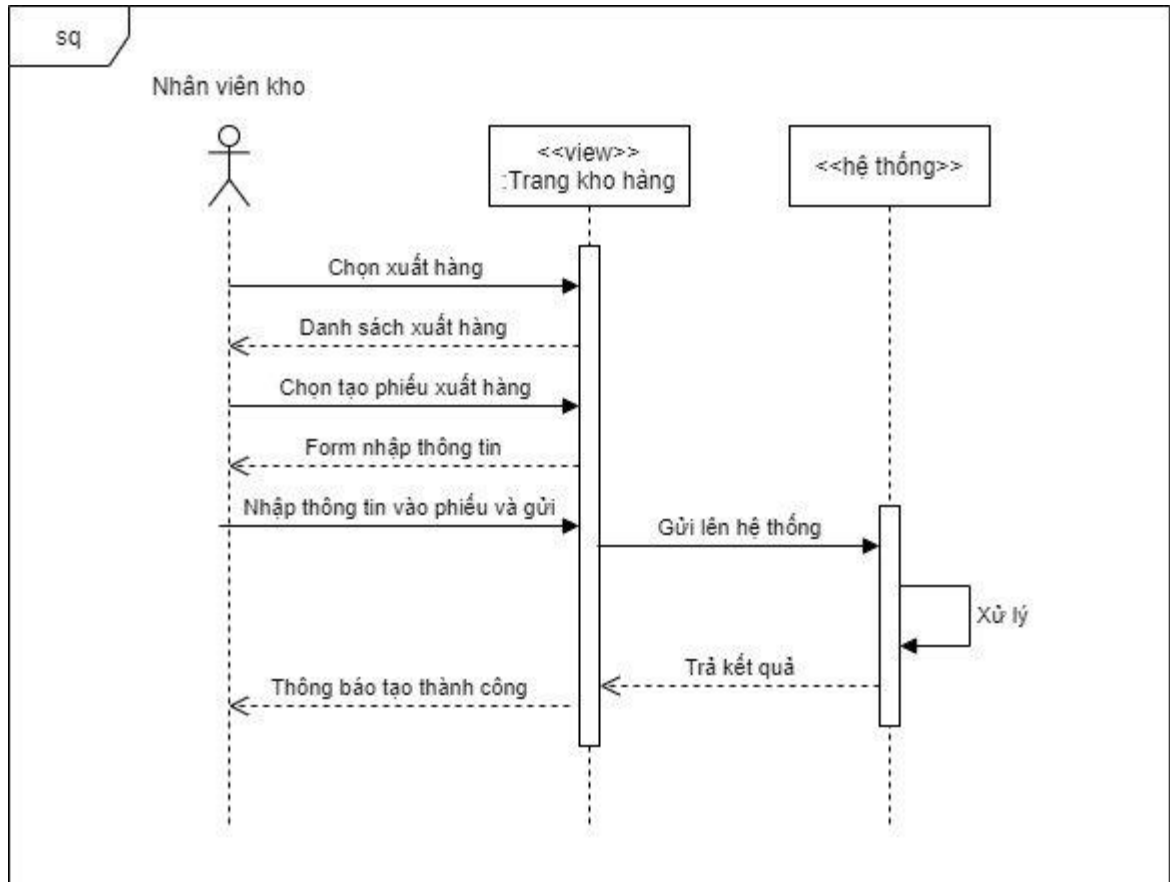 sq
Nhân viên kho
<<view>>
:Trang kho hàng
<<hệ thống>>
Chọn xuất hàng
Danh sách xuất hàng
Chọn tạo phiếu xuất hàng
Form nhập thông tin
Nhập thông tin vào phiếu và gửi
Gửi lên hệ thống
Xử lý
Trả kết quả
Thông báo tạo thành công